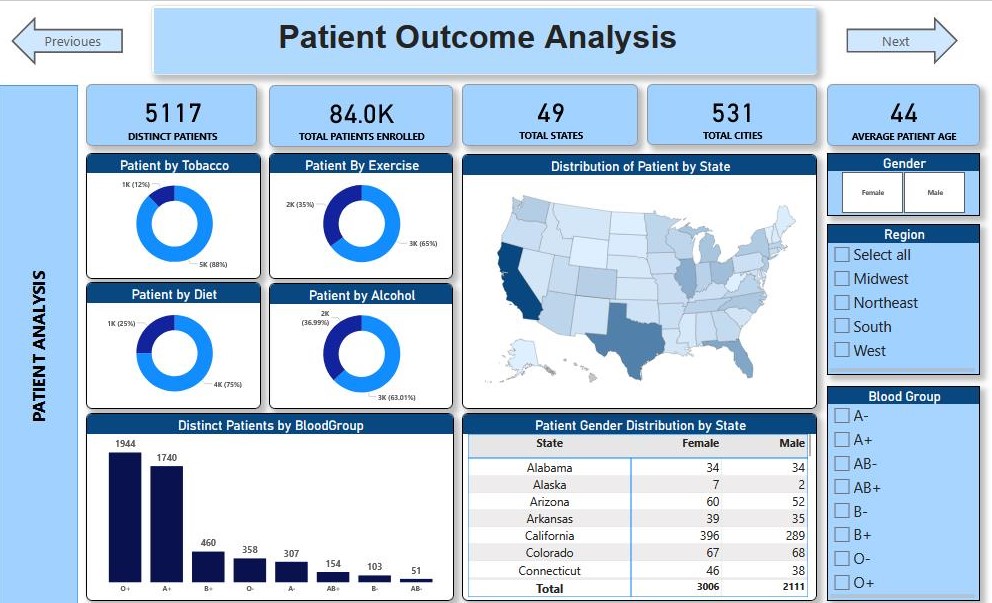 Previoues
Patient Outcome Analysis
Next
5117
DISTINCT PATIENTS
84.0K
TOTAL PATIENTS ENROLLED
49
TOTAL STATES
531
TOTAL CITIES
44
AVERAGE PATIENT AGE
PATIENT ANALYSIS
Patient by Tobacco
1K (12%)
5K (88%)
Patient By Exercise
2K (35%)
3K (65%)
Patient by Diet
1K (25%)
4K (75%)
Patient by Alcohol
2K
(36.99%)
3K (63.01%)
Distribution of Patient by State
Gender
Female Male
Region
Select all
Midwest
Northeast
South
West
Distinct Patients by BloodGroup
1944
1740
460
358
307
154
103
51
O+ A+ B+ O- A- AB+ B- AB-
Patient Gender Distribution by State
State Female Male
Alabama 34 34
Alaska 7 2
Arizona 60 52
Arkansas 39 35
California 396 289
Colorado 67 68
Connecticut 46 38
Total 3006 2111
Blood Group
A-
A+
AB-
AB+
B-
B+
O-
O+